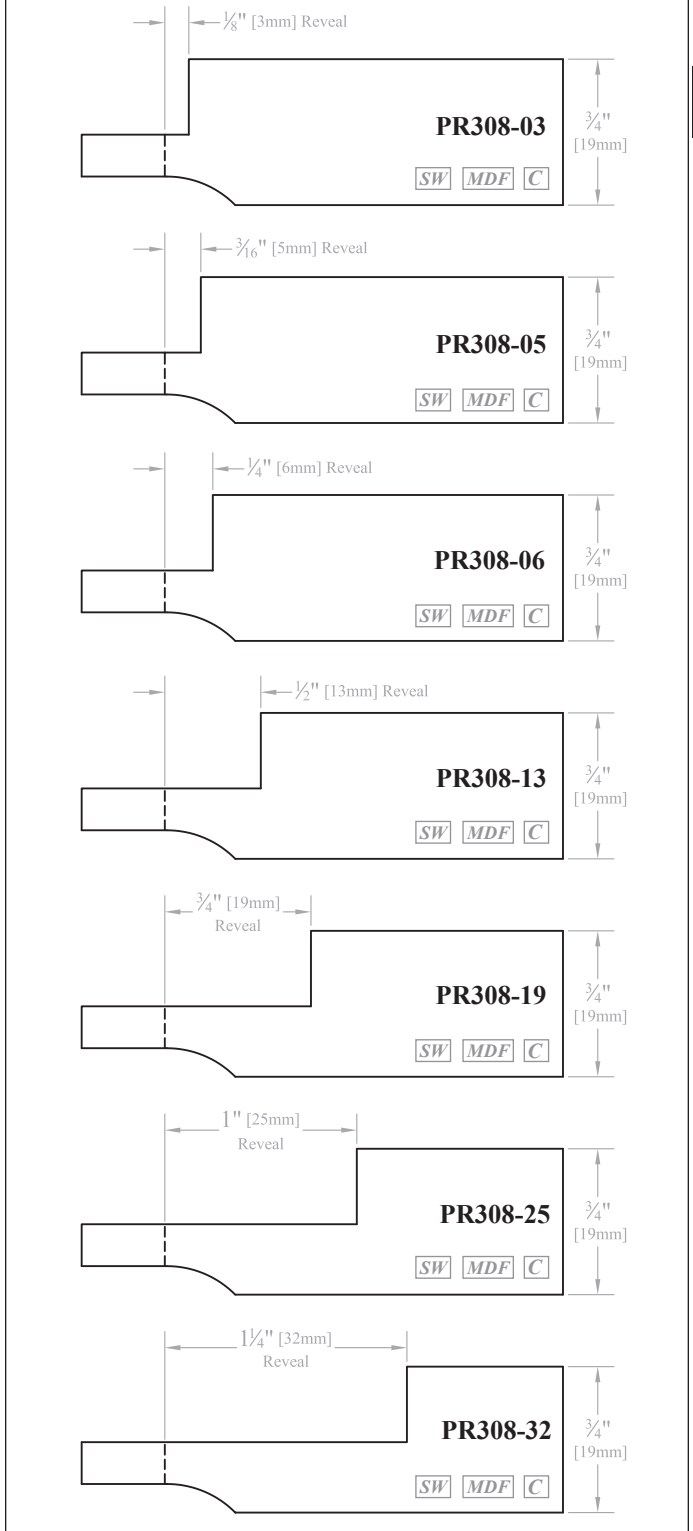 ⅛" [3mm] Reveal
PR308-03
SW MDF C
¾"
[19mm]
3⁄16" [5mm] Reveal
PR308-05
SW MDF C
¾"
[19mm]
¼" [6mm] Reveal
PR308-06
SW MDF C
¾"
[19mm]
½" [13mm] Reveal
PR308-13
SW MDF C
¾"
[19mm]
¾" [19mm]
Reveal
PR308-19
SW MDF C
¾"
[19mm]
1" [25mm]
Reveal
PR308-25
SW MDF C
¾"
[19mm]
1¼" [32mm]
Reveal
PR308-32
SW MDF C
¾"
[19mm]